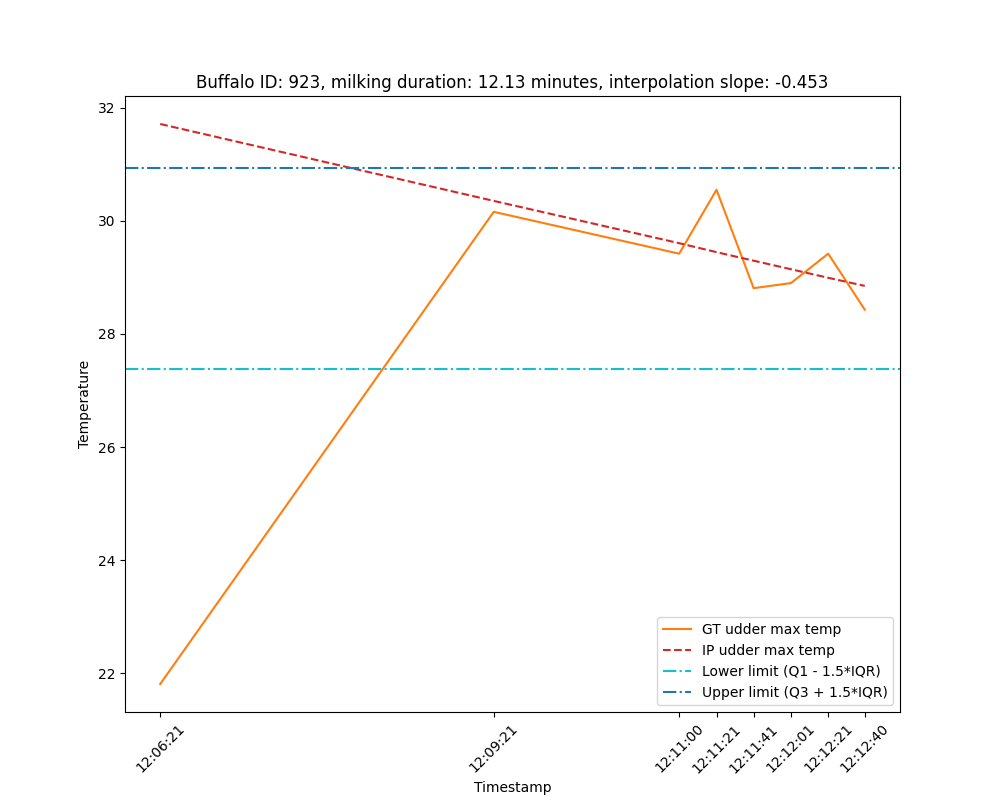 Buffalo ID: 923, milking duration: 12.13 minutes, interpolation slope: -0.453
32
30
28
26
24
22
Temperature
GT udder max temp
IP udder max temp
Lower limit (Q1 - 1.5*IQR)
Upper limit (Q3 + 1.5*IQR)
12:06:21
12:09:21
12:11:00
12:11:21
12:11:41
12:12:01
12:12:21
12:12:40
Timestamp